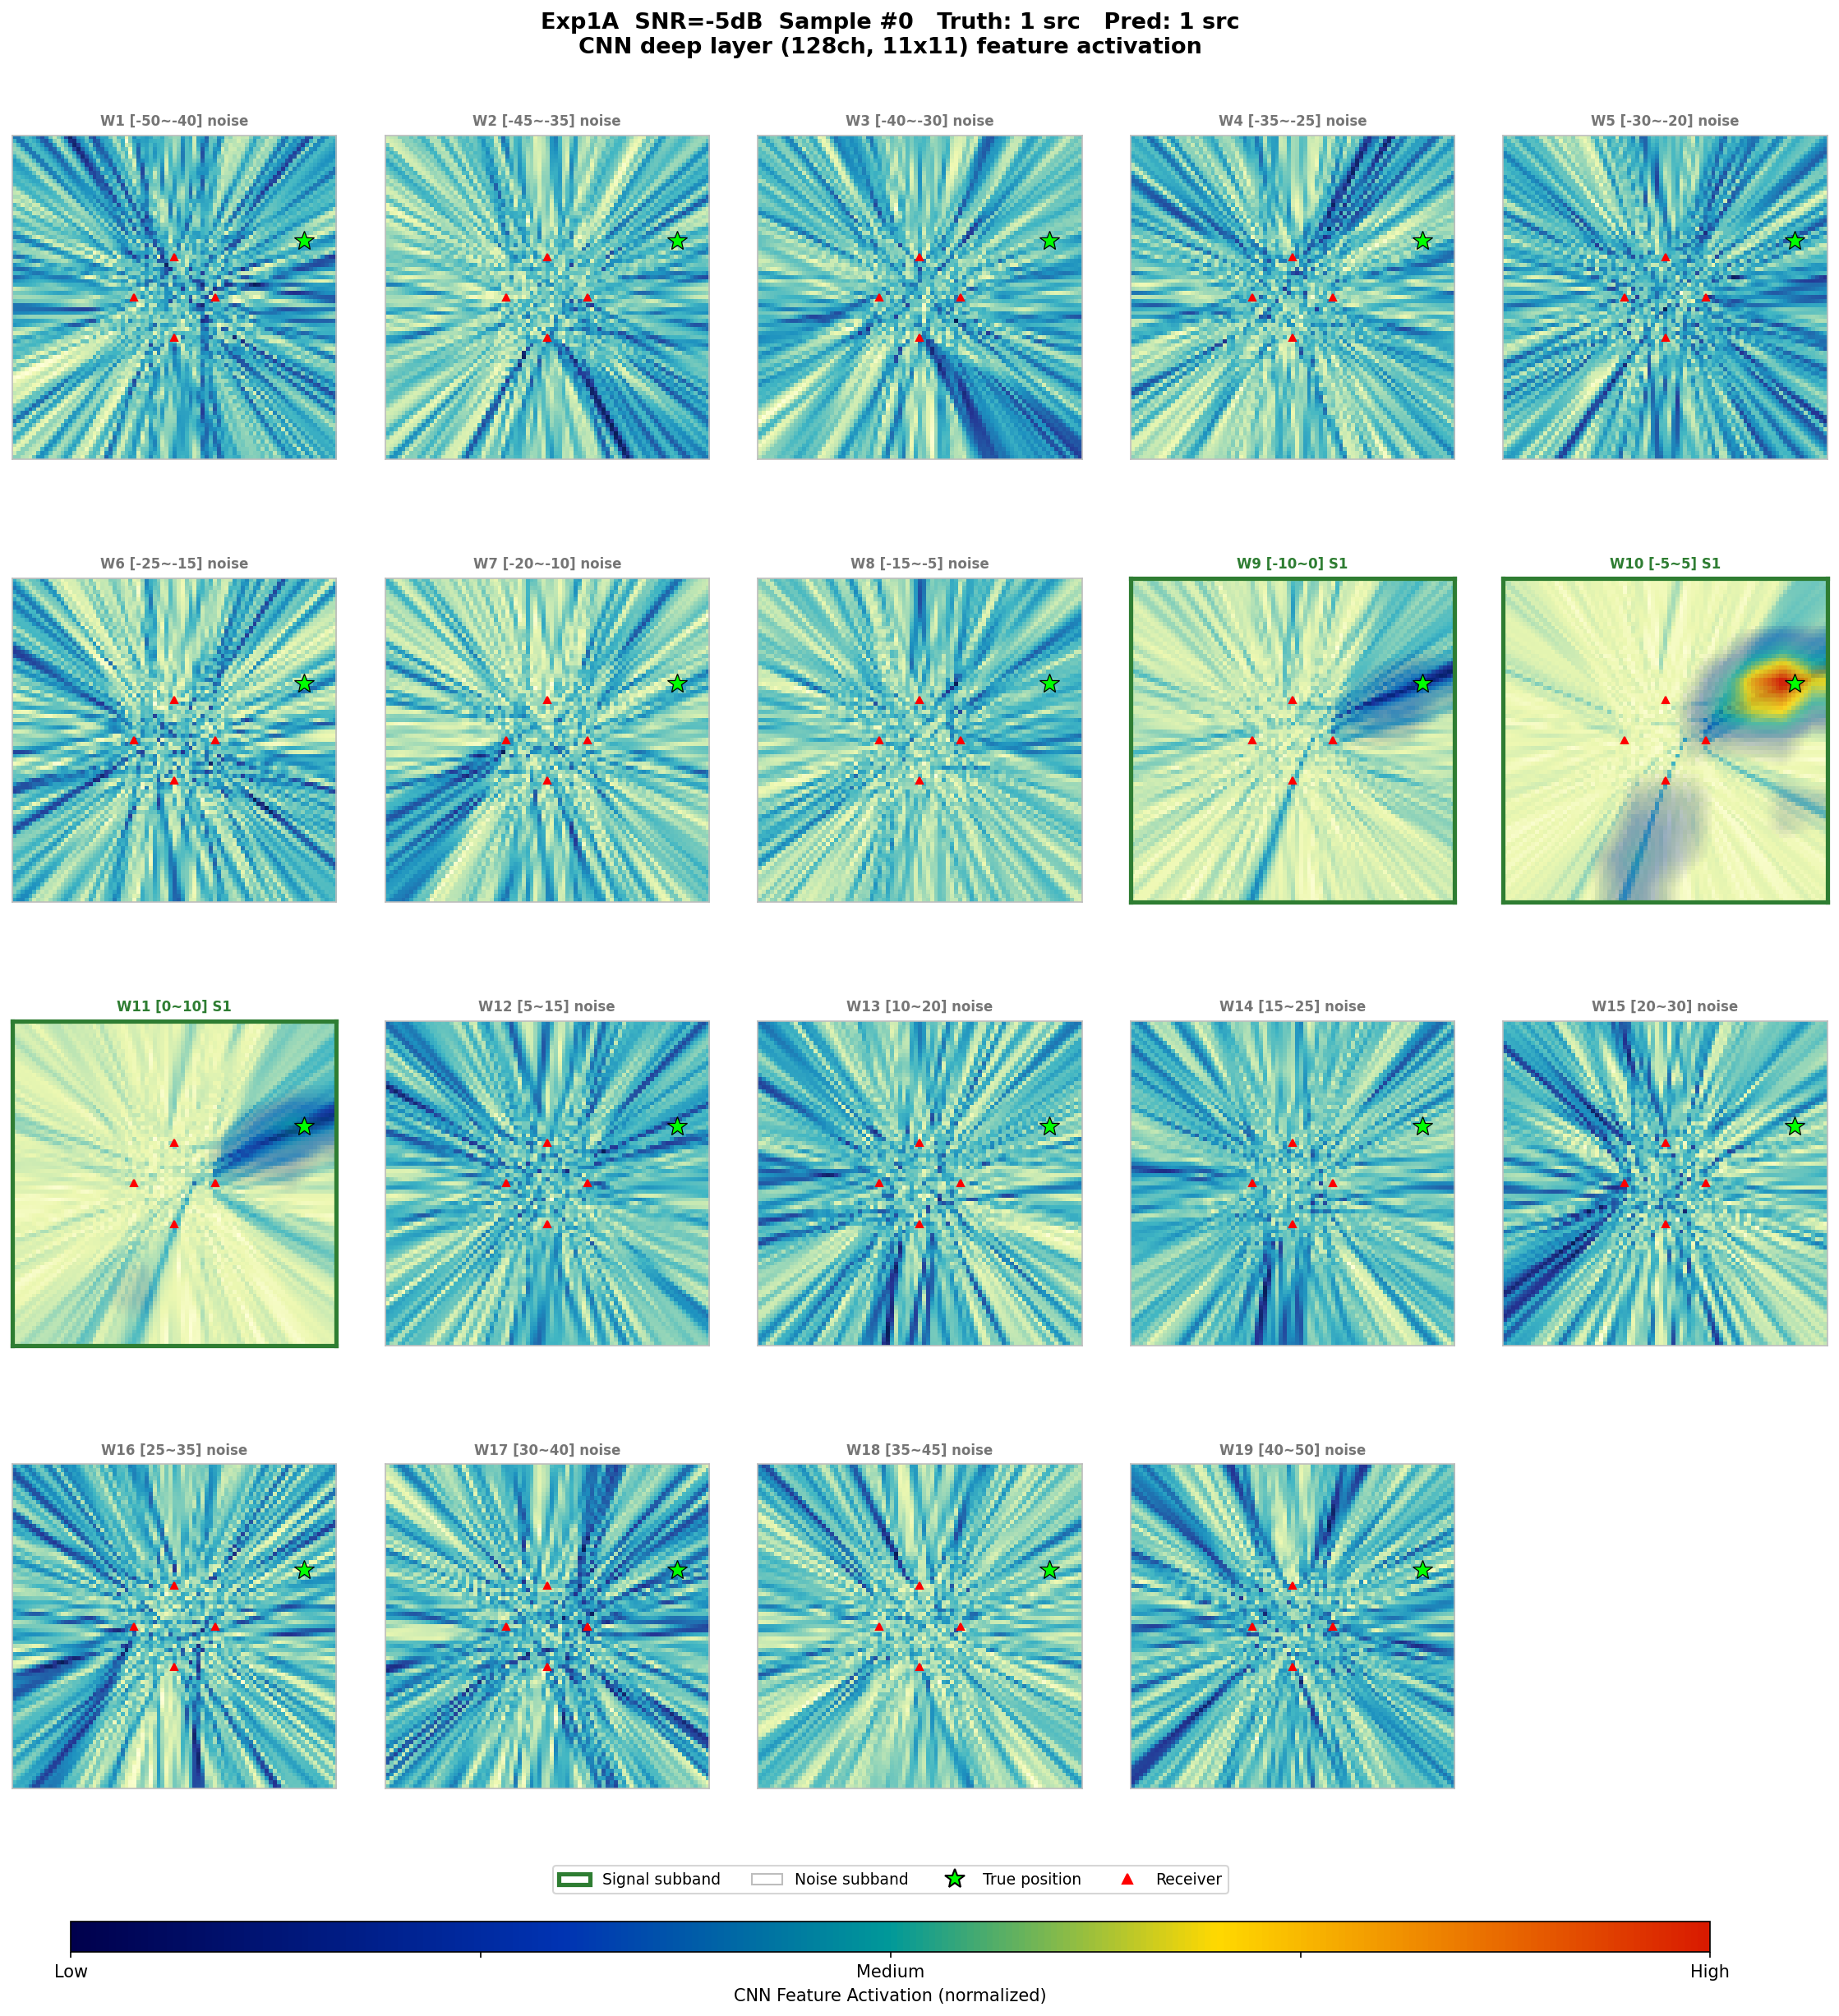 Exp1A  SNR=-5dB  Sample #0   Truth: 1 src   Pred: 1 src
CNN deep layer (128ch, 11x11) feature activation
W1 [-50~-40] noise
W2 [-45~-35] noise
W3 [-40~-30] noise
W4 [-35~-25] noise
W5 [-30~-20] noise
W6 [-25~-15] noise
W7 [-20~-10] noise
W8 [-15~-5] noise
W9 [-10~0] S1
W10 [-5~5] S1
W11 [0~10] S1
W12 [5~15] noise
W13 [10~20] noise
W14 [15~25] noise
W15 [20~30] noise
W16 [25~35] noise
W17 [30~40] noise
W18 [35~45] noise
W19 [40~50] noise
Signal subband
Noise subband
True position
Receiver
Low
Medium
High
CNN Feature Activation (normalized)